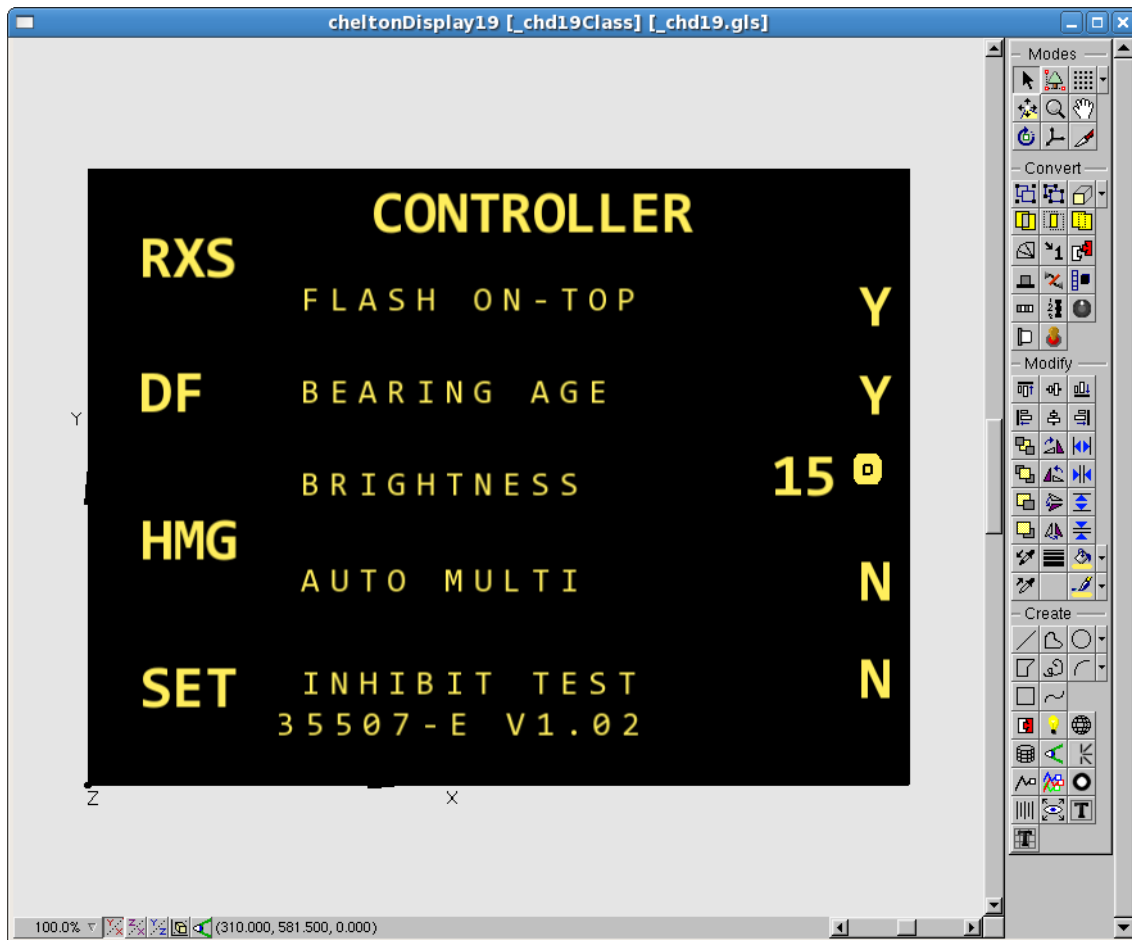 cheltonDisplay19 [_chd19Class] [_chd19.gls]
Modes
Convert
1
Modify
Create
T
T
CONTROLLER
RXS
FLASH ON-TOP Y
DF BEARING AGE Y
BRIGHTNESS 15
HMG
AUTO MULTI N
SET INHIBIT TEST N
35507-E V1.02
Y
Z
X
100.0% (310.000, 581.500, 0.000)